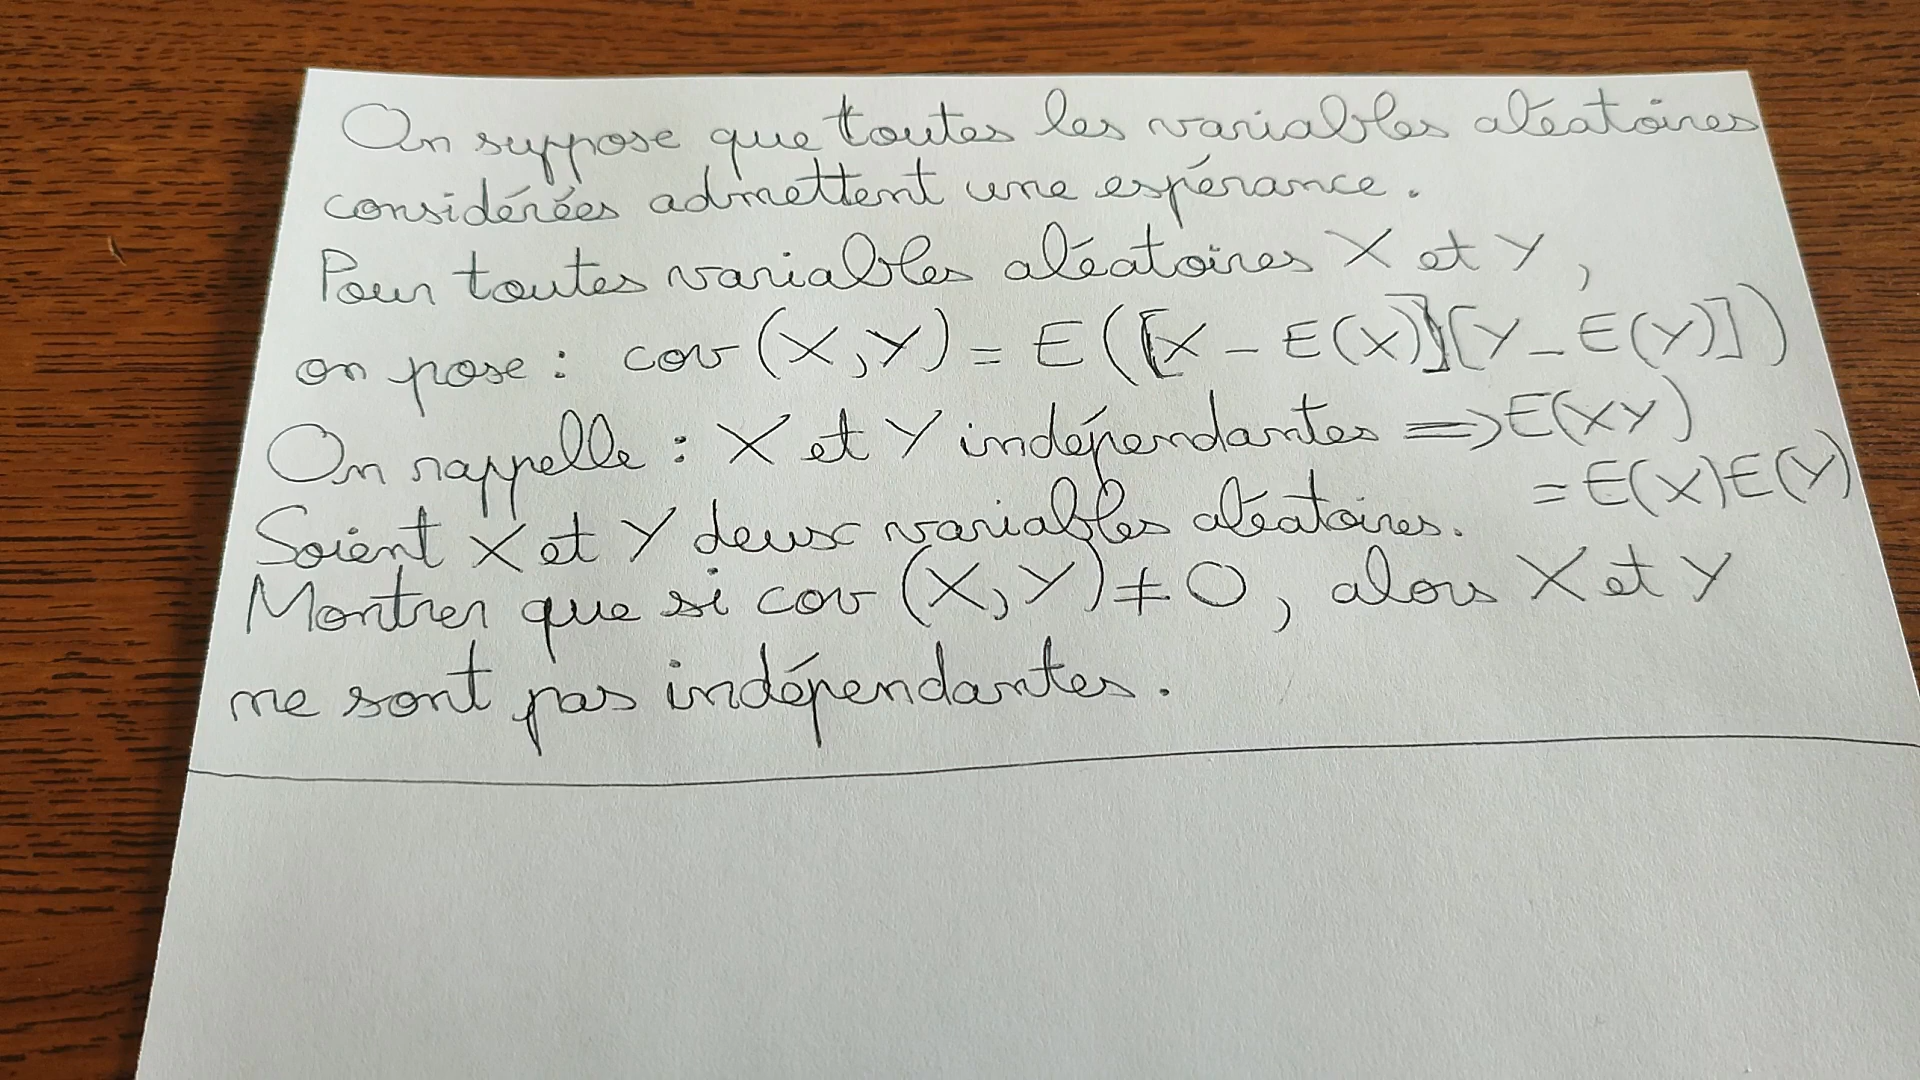 On suppose que toutes les variables aléatoires
considérées admettent une espérance.
Pour toutes variables aléatoires X et Y,
on pose : cov (X,Y) = E([X - E(X)][Y - E(Y)])
On rappelle : X et Y indépendantes => E(XY)
= E(X)E(Y)
Soient X et Y deux variables aléatoires.
Montrer que si cov (X,Y) ≠ 0, alors X et Y
ne sont pas indépendantes.